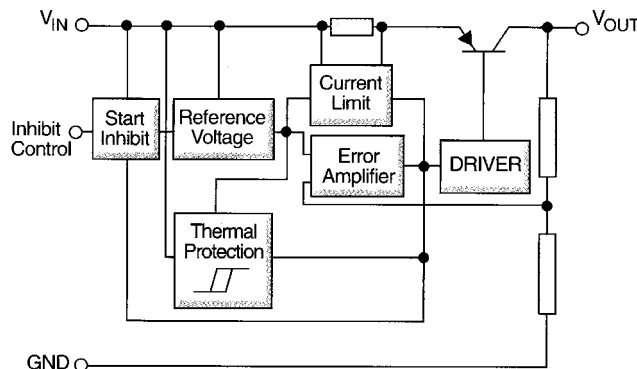 VIN
VOUT
Current
Limit
Inhibit
Control
Start
Inhibit
Reference
Voltage
Error
Amplifier
DRIVER
Thermal
Protection
GND